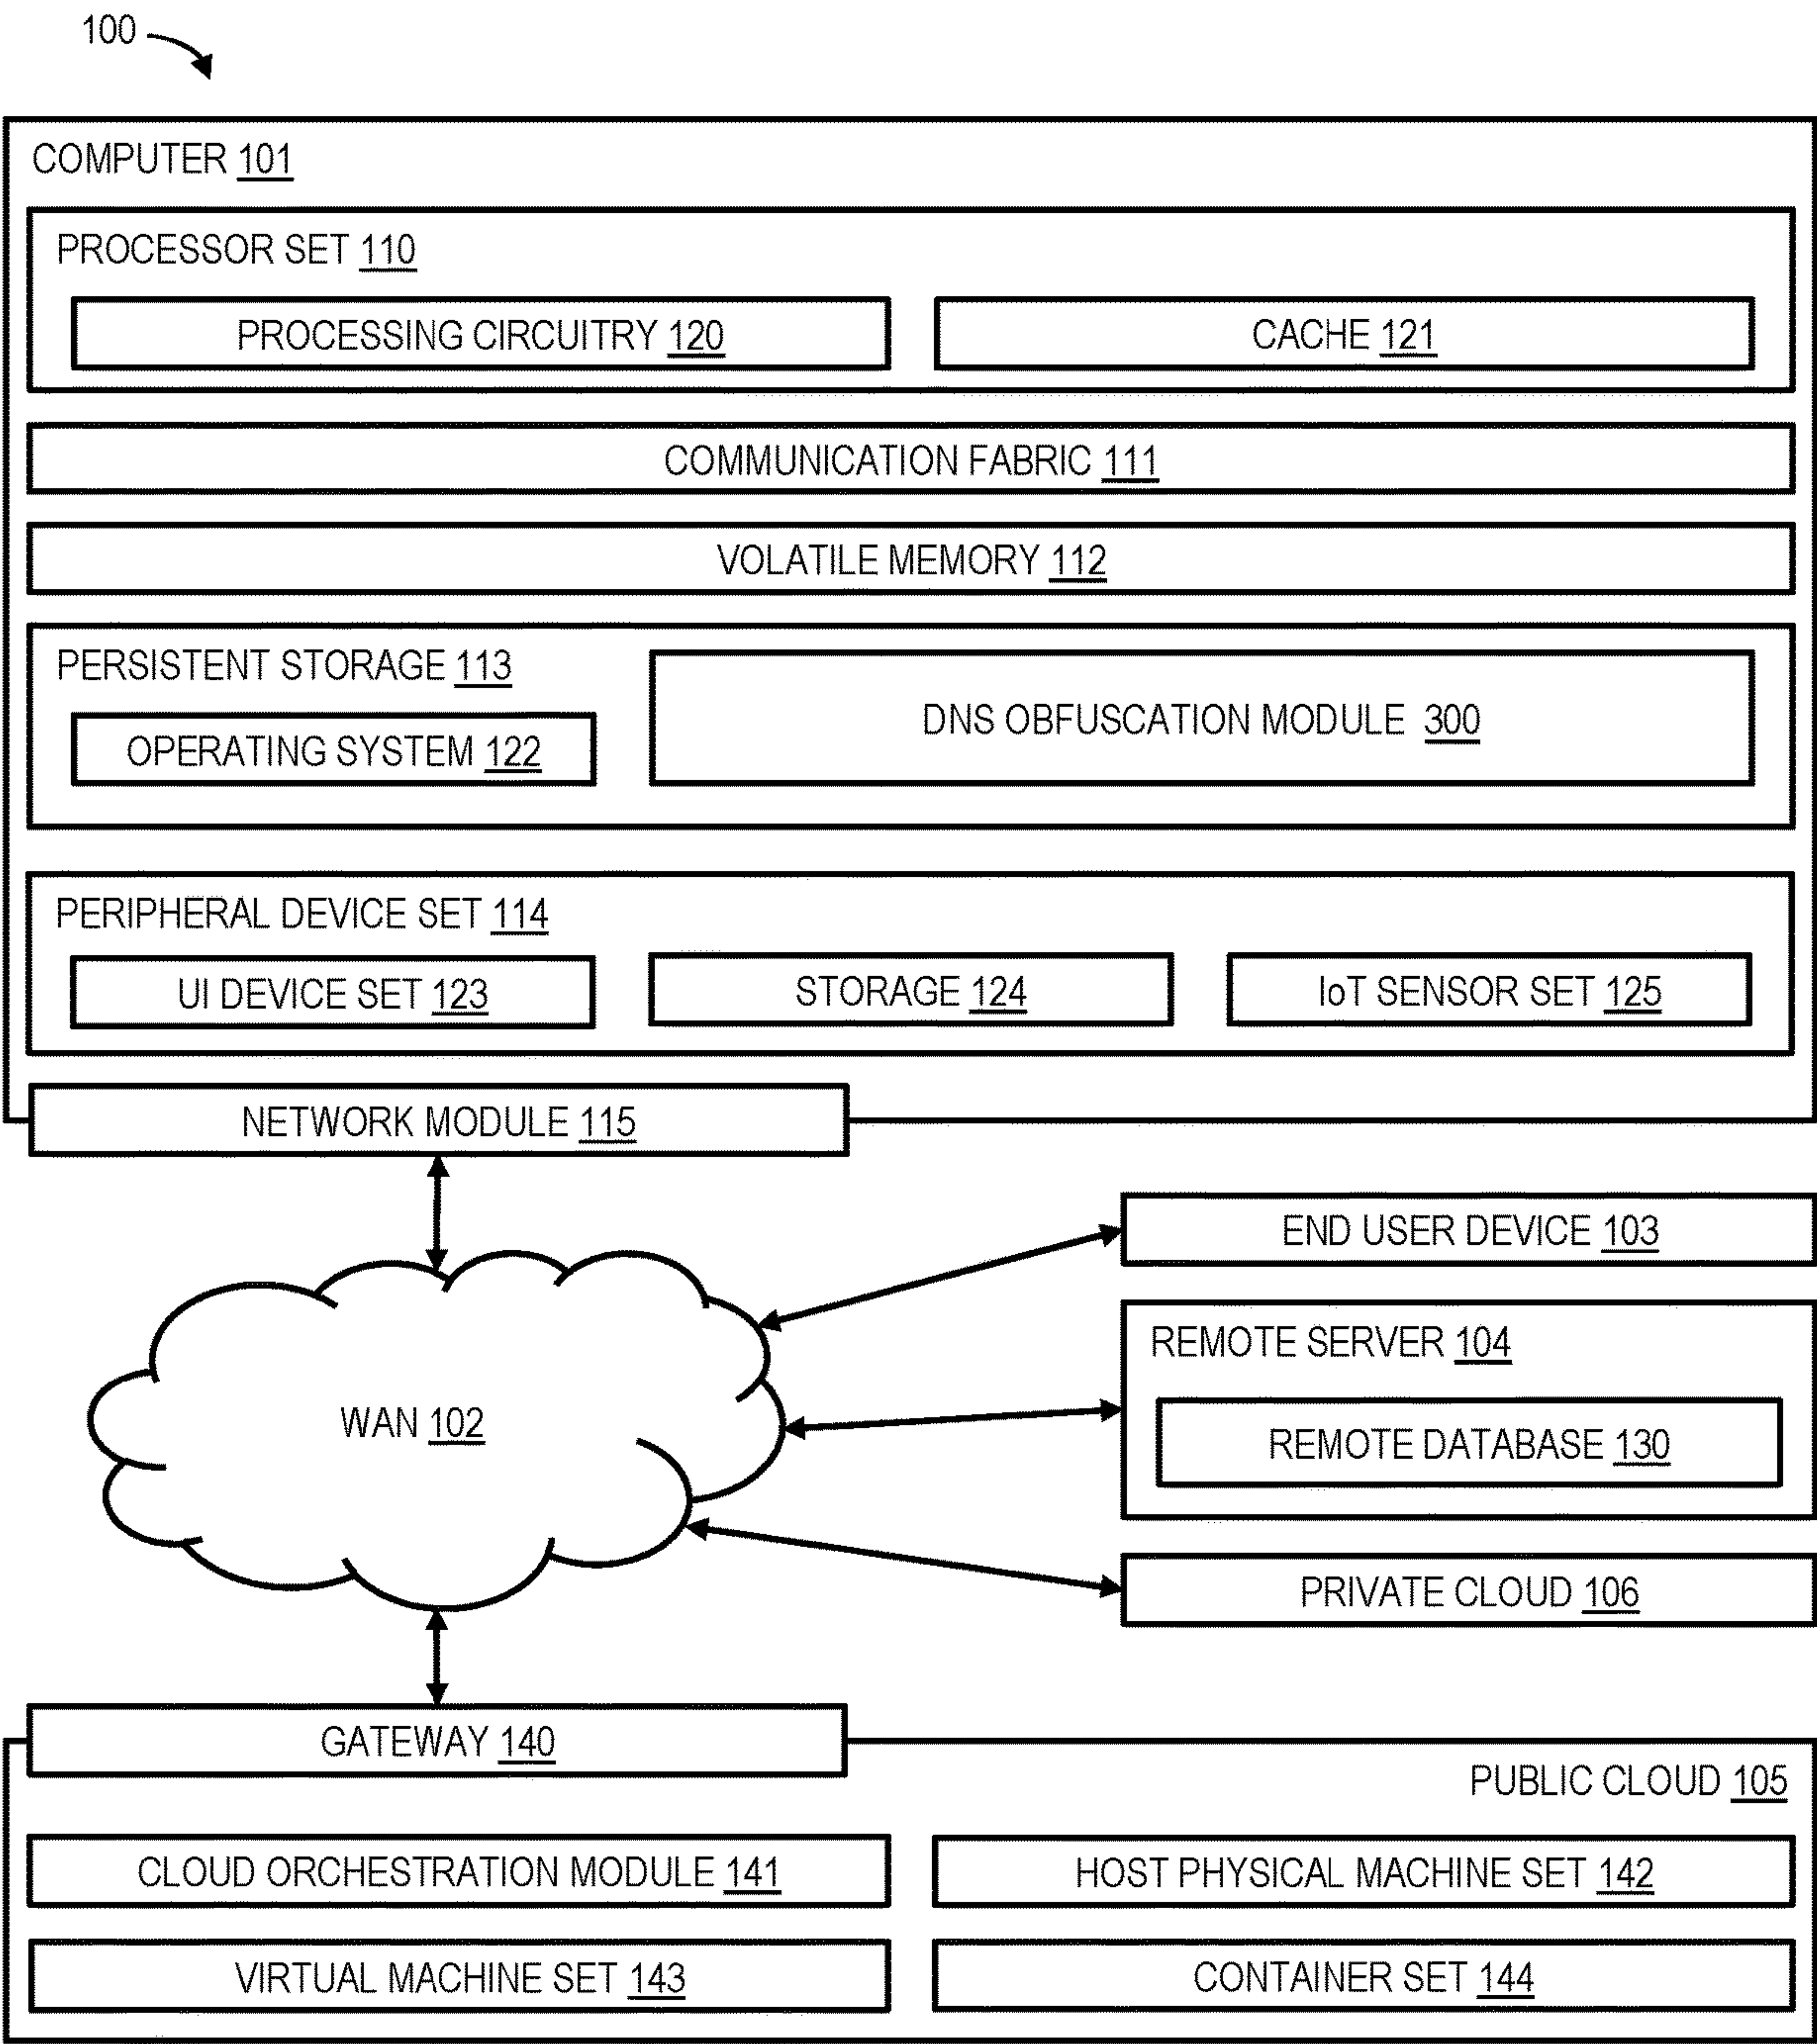 100
COMPUTER 101
PROCESSOR SET 110
PROCESSING CIRCUITRY 120
CACHE 121
COMMUNICATION FABRIC 111
VOLATILE MEMORY 112
PERSISTENT STORAGE 113
OPERATING SYSTEM 122
DNS OBFUSCATION MODULE 300
PERIPHERAL DEVICE SET 114
UI DEVICE SET 123
STORAGE 124
IoT SENSOR SET 125
NETWORK MODULE 115
WAN 102
END USER DEVICE 103
REMOTE SERVER 104
REMOTE DATABASE 130
PRIVATE CLOUD 106
GATEWAY 140
PUBLIC CLOUD 105
CLOUD ORCHESTRATION MODULE 141
HOST PHYSICAL MACHINE SET 142
VIRTUAL MACHINE SET 143
CONTAINER SET 144